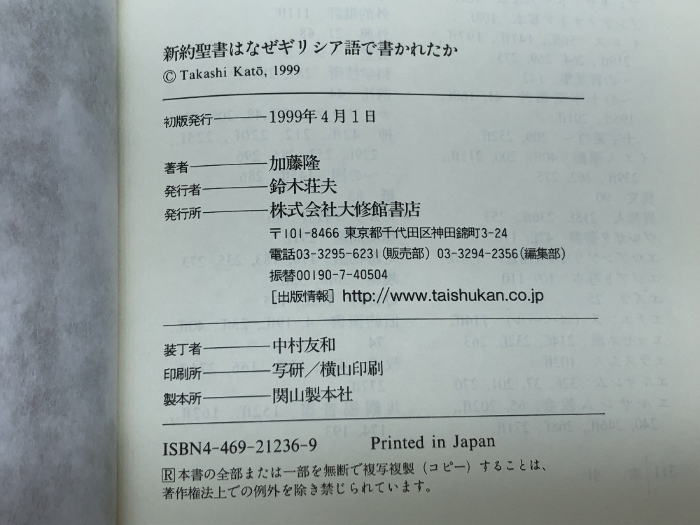 新約聖書はなぜギリシア語で書かれたか
© Takashi Katō, 1999
初版発行────1999年4月1日
著者────加藤隆
発行者────鈴木荘夫
発行所────株式会社大修館書店
〒101-8466 東京都千代田区神田錦町3-24
電話03-3295-6231(販売部) 03-3294-2356(編集部)
振替00190-7-40504
[出版情報] http://www.taishukan.co.jp
装丁者────中村友和
印刷所────写研/横山印刷
製本所────関山製本社
ISBN4-469-21236-9 Printed in Japan
Ⓡ本書の全部または一部を無断で複写複製(コピー)することは、
著作権法上での例外を除き禁じられています。